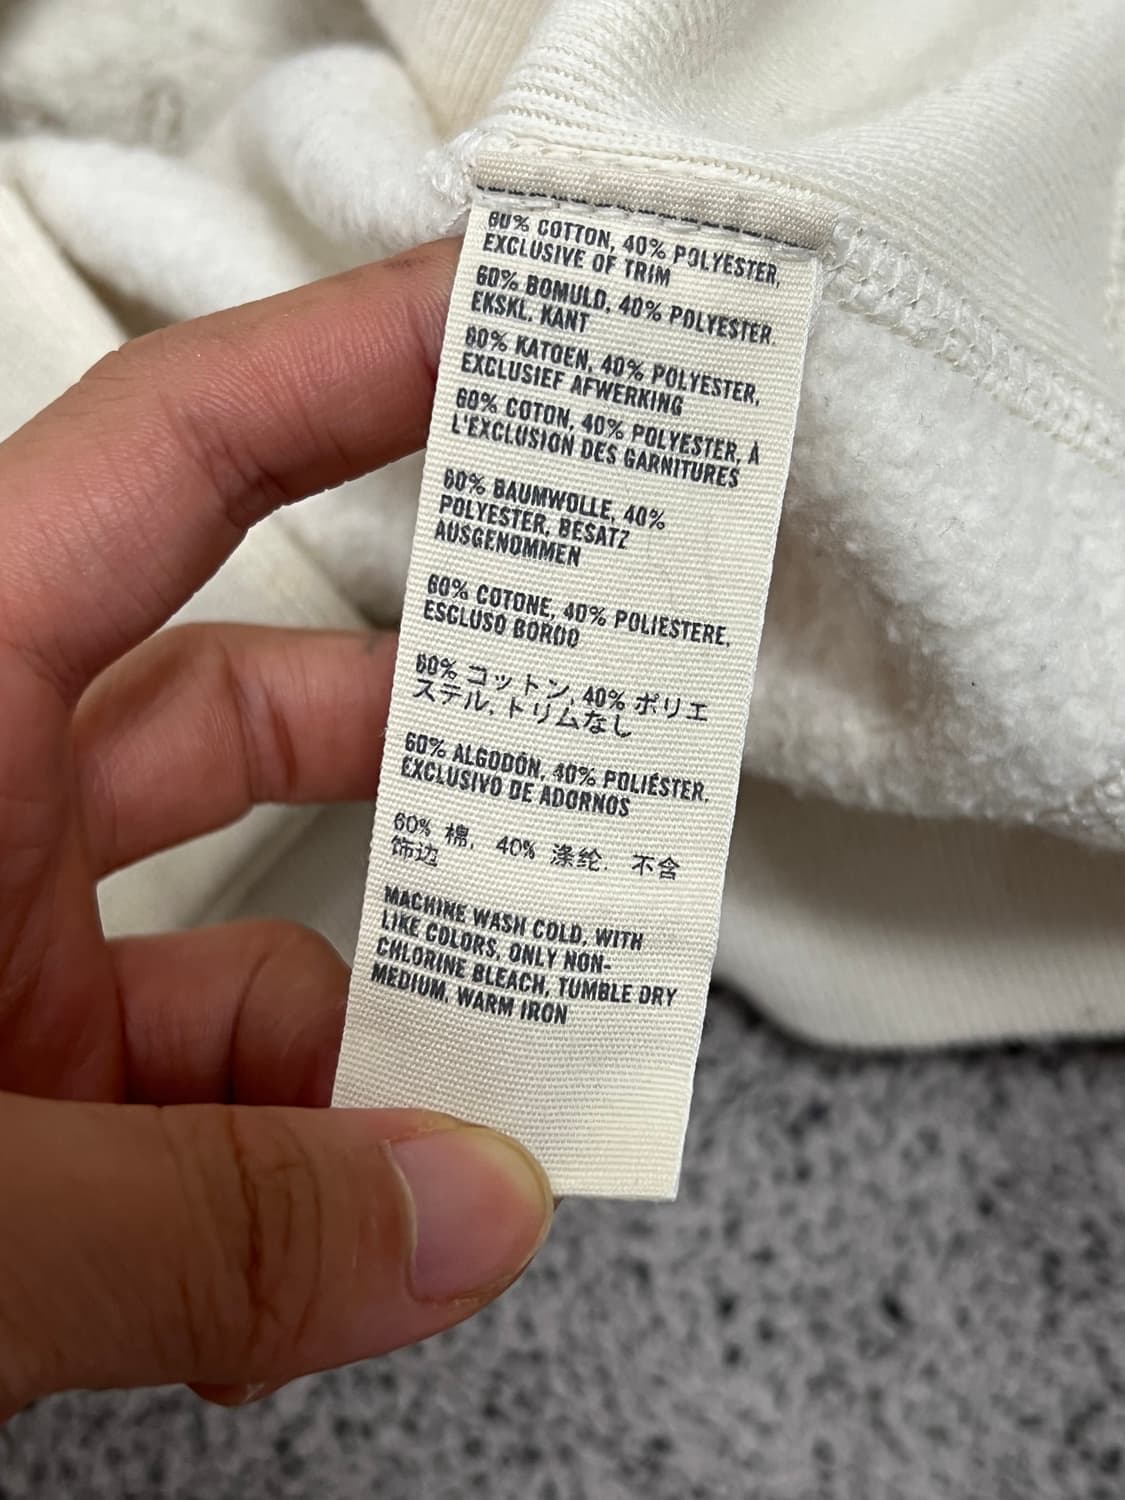 60% COTTON, 40% POLYESTER,
EXCLUSIVE OF TRIM
60% BOMULD, 40% POLYESTER.
EKSKL. KANT
60% KATOEN, 40% POLYESTER,
EXCLUSIEF AFWERKING
60% COTON, 40% POLYESTER, À
L'EXCLUSION DES GARNITURES
60% BAUMWOLLE, 40%
POLYESTER, BESATZ
AUSGENOMMEN
60% COTONE, 40% POLIESTERE.
ESCLUSO BORDO
60% コットン, 40% ポリエ
ステル, トリムなし
60% ALGODÓN, 40% POLIÉSTER.
EXCLUSIVO DE ADORNOS
60% 棉, 40% 涤纶. 不含
饰边
MACHINE WASH COLD, WITH
LIKE COLORS, ONLY NON-
CHLORINE BLEACH, TUMBLE DRY
MEDIUM, WARM IRON